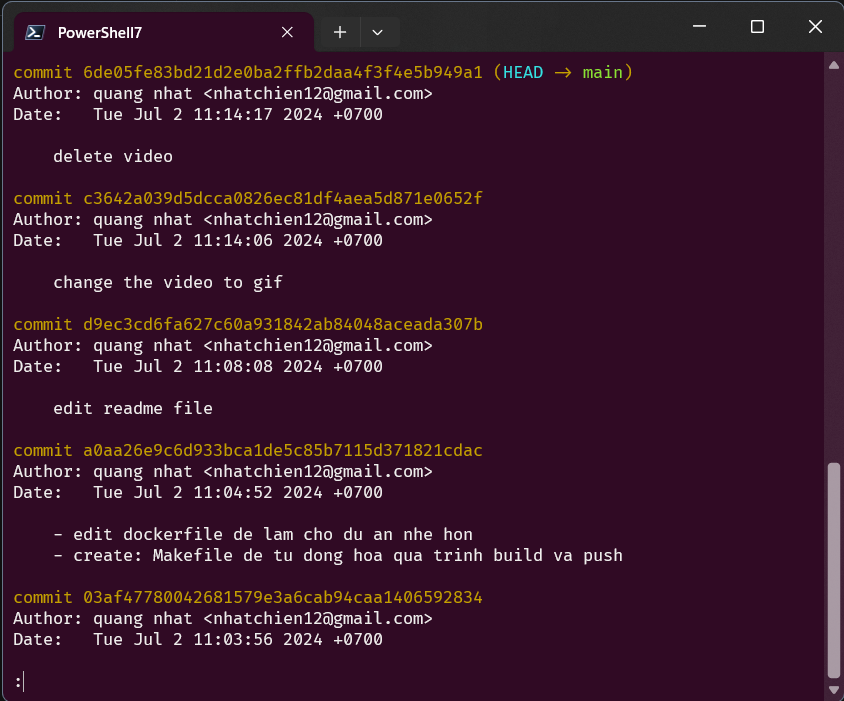 PowerShell7
commit 6de05fe83bd21d2e0ba2ffb2daa4f3f4e5b949a1 (HEAD -> main)
Author: quang nhat <nhatchien12@gmail.com>
Date:   Tue Jul 2 11:14:17 2024 +0700
    delete video
commit c3642a039d5dcca0826ec81df4aea5d871e0652f
Author: quang nhat <nhatchien12@gmail.com>
Date:   Tue Jul 2 11:14:06 2024 +0700
    change the video to gif
commit d9ec3cd6fa627c60a931842ab84048aceada307b
Author: quang nhat <nhatchien12@gmail.com>
Date:   Tue Jul 2 11:08:08 2024 +0700
    edit readme file
commit a0aa26e9c6d933bca1de5c85b7115d371821cdac
Author: quang nhat <nhatchien12@gmail.com>
Date:   Tue Jul 2 11:04:52 2024 +0700
    - edit dockerfile de lam cho du an nhe hon
    - create: Makefile de tu dong hoa qua trinh build va push
commit 03af47780042681579e3a6cab94caa1406592834
Author: quang nhat <nhatchien12@gmail.com>
Date:   Tue Jul 2 11:03:56 2024 +0700
: